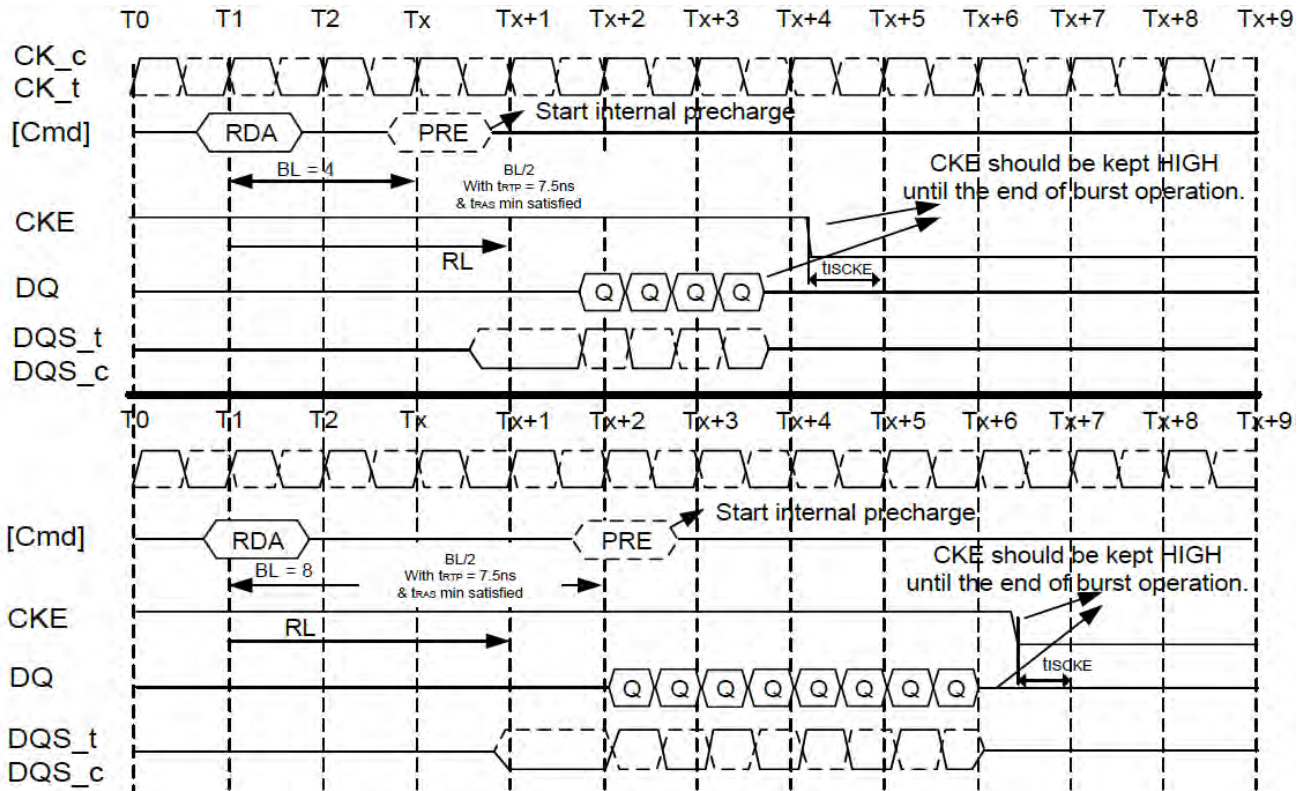 T0 T1 T2 Tx Tx+1 Tx+2 Tx+3 Tx+4 Tx+5 Tx+6 Tx+7 Tx+8 Tx+9
CK_c
CK_t
Start internal precharge
[Cmd] RDA PRE
BL = 4
BL/2
With tRTP = 7.5ns
& tRAS min satisfied
CKE should be kept HIGH
until the end of burst operation.
CKE
RL
tISCKE
DQ Q Q Q Q
DQS_t
DQS_c
T0 T1 T2 Tx Tx+1 Tx+2 Tx+3 Tx+4 Tx+5 Tx+6 Tx+7 Tx+8 Tx+9
Start internal precharge
[Cmd] RDA PRE
BL = 8
BL/2
With tRTP = 7.5ns
& tRAS min satisfied
CKE should be kept HIGH
until the end of burst operation.
CKE
RL
tISCKE
DQ Q Q Q Q Q Q Q Q
DQS_t
DQS_c